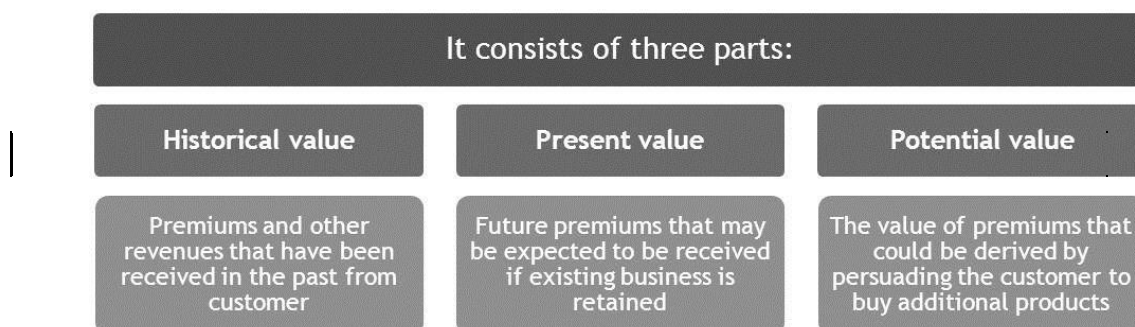 It consists of three parts:
Historical value
Present value
Potential value
Premiums and other
revenues that have been
received in the past from
customer
Future premiums that may
be expected to be received
if existing business is
retained
The value of premiums that
could be derived by
persuading the customer to
buy additional products